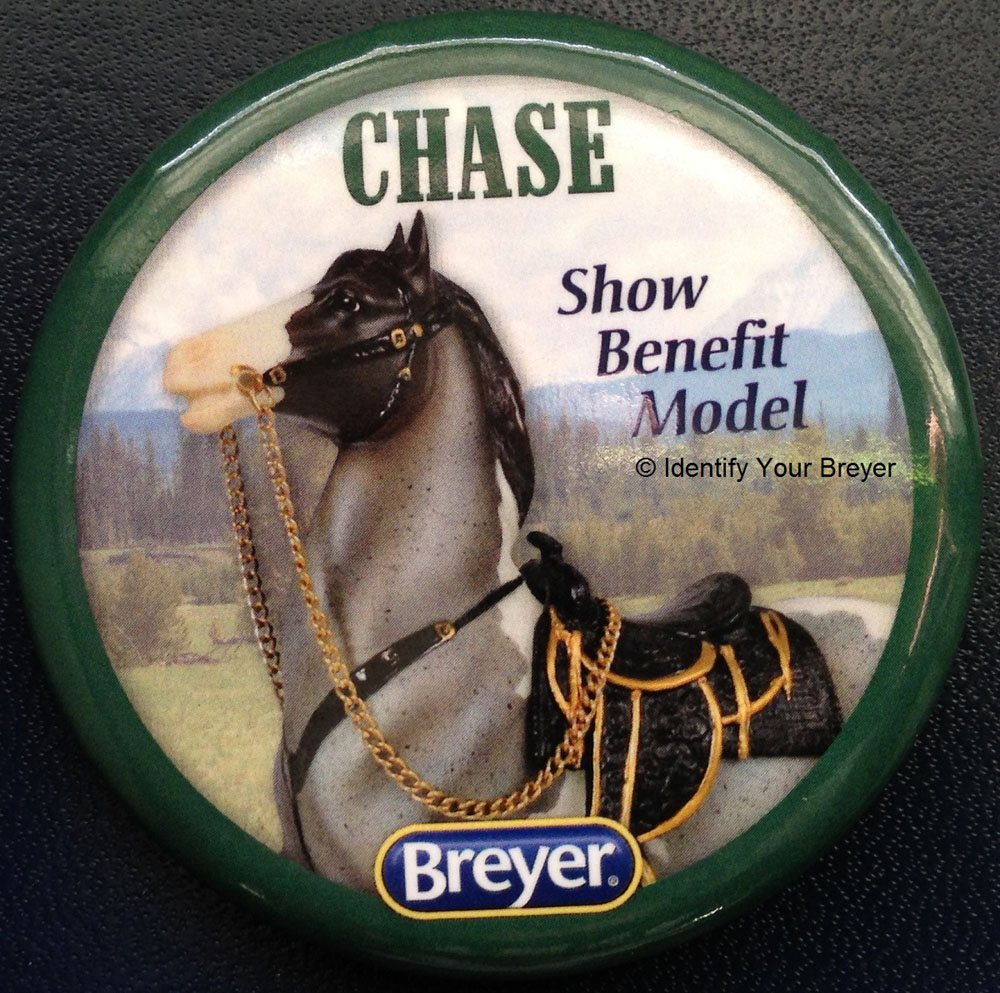 CHASE
Show
Benefit
Model
© Identify Your Breyer
Breyer®